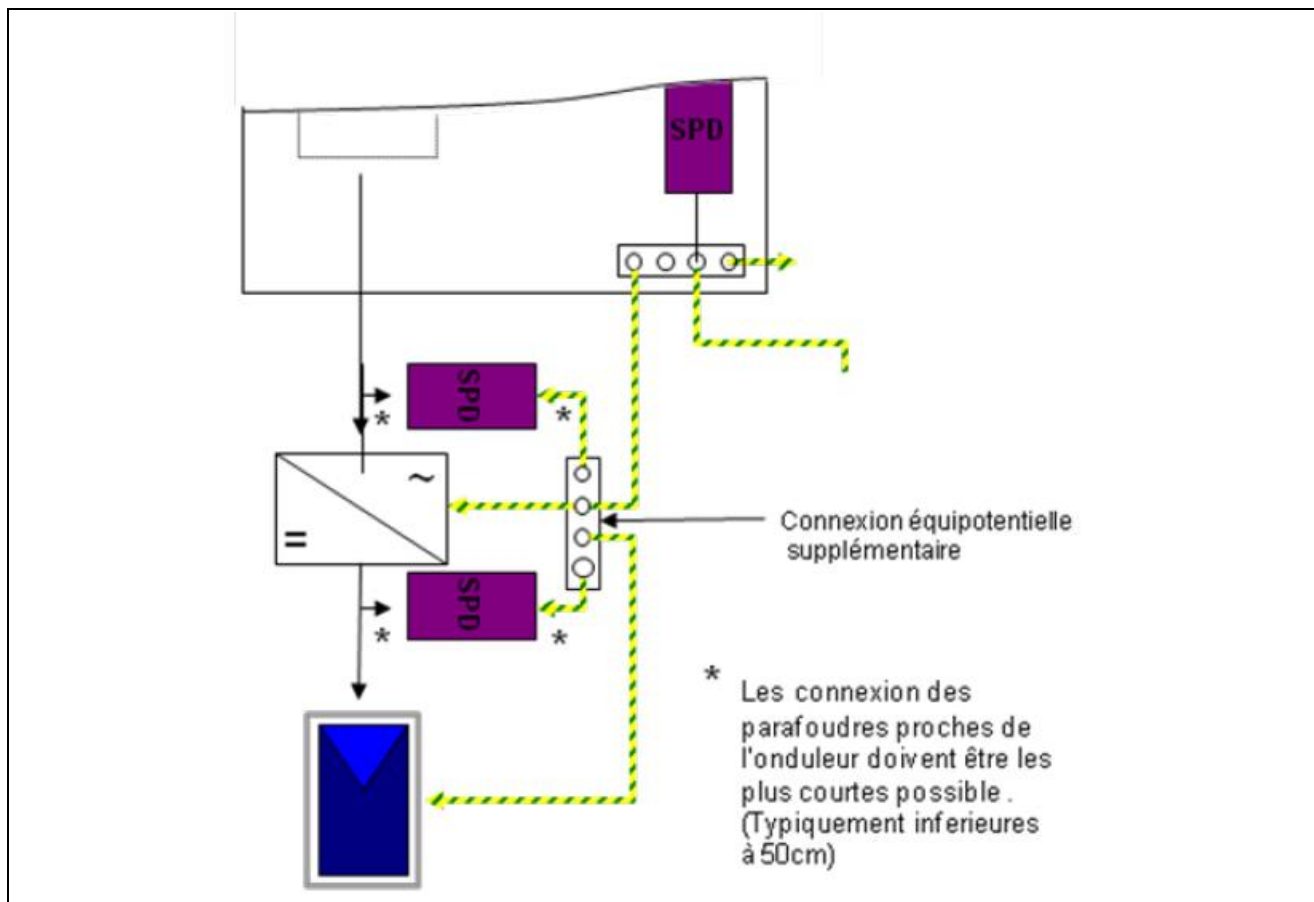 SPD
SPD
*
*
~
=
Connexion équipotentielle
supplémentaire
SPD
*
*
* Les connexion des
parafoudres proches de
l'onduleur doivent être les
plus courtes possible .
(Typiquement inferieures
à 50cm)